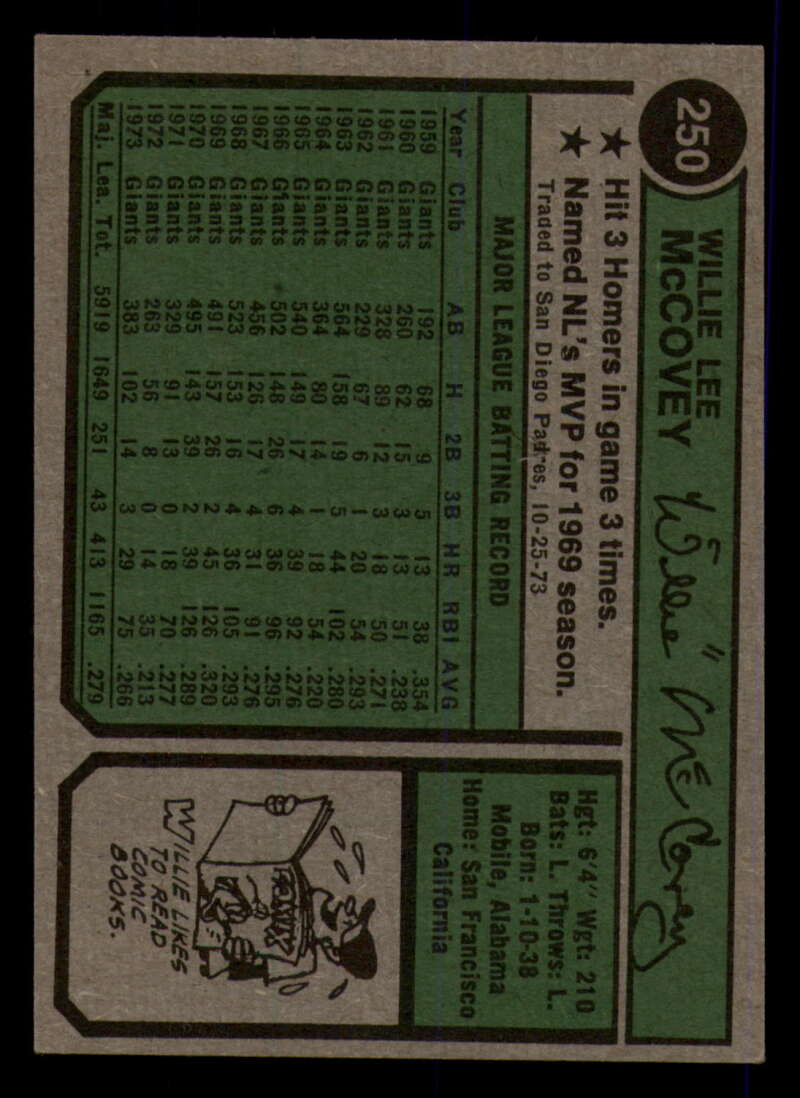 250
WILLIE LEE
McCOVEY
Willie McCovey
★ Hit 3 Homers in game 3 times.
★ Named NL's MVP for 1969 season.
Traded to San Diego Padres, 10-25-73
MAJOR LEAGUE BATTING RECORD
Year Club AB H 2B 3B HR RBI AVG
1959 Giants 192 68 9 5 13 38 .354
1960 Giants 260 62 15 3 13 51 .238
1961 Giants 328 89 12 3 18 50 .271
1962 Giants 229 67 6 1 20 54 .293
1963 Giants 564 158 19 5 44 102 .280
1964 Giants 364 80 14 1 18 54 .220
1965 Giants 540 149 17 4 39 92 .276
1966 Giants 502 148 26 6 36 96 .295
1967 Giants 456 126 17 4 31 91 .276
1968 Giants 523 153 16 4 36 105 .293
1969 Giants 491 157 26 2 45 126 .320
1970 Giants 495 143 39 2 39 126 .289
1971 Giants 329 91 13 0 18 70 .277
1972 Giants 263 56 8 0 14 35 .213
1973 Giants 383 102 14 3 29 75 .266
Maj. Lea. Tot. 5919 1649 251 43 413 1165 .279
Hgt: 6'4" Wgt: 210
Bats: L. Throws: L.
Born: 1-10-38
Mobile, Alabama
Home: San Francisco
California
WILLIE LIKES
TO READ
COMIC
BOOKS.